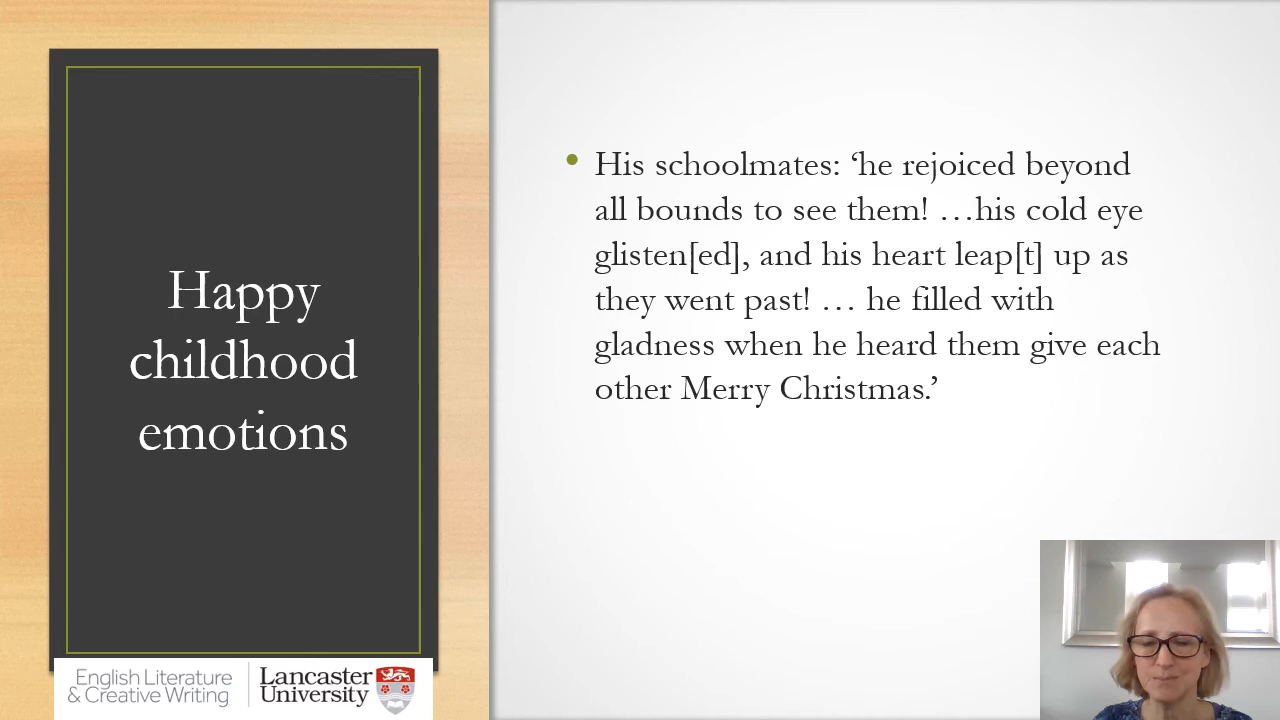 Happy
childhood
emotions
His schoolmates: ‘he rejoiced beyond
all bounds to see them! …his cold eye
glisten[ed], and his heart leap[t] up as
they went past! … he filled with
gladness when he heard them give each
other Merry Christmas.’
English Literature
& Creative Writing
Lancaster
University